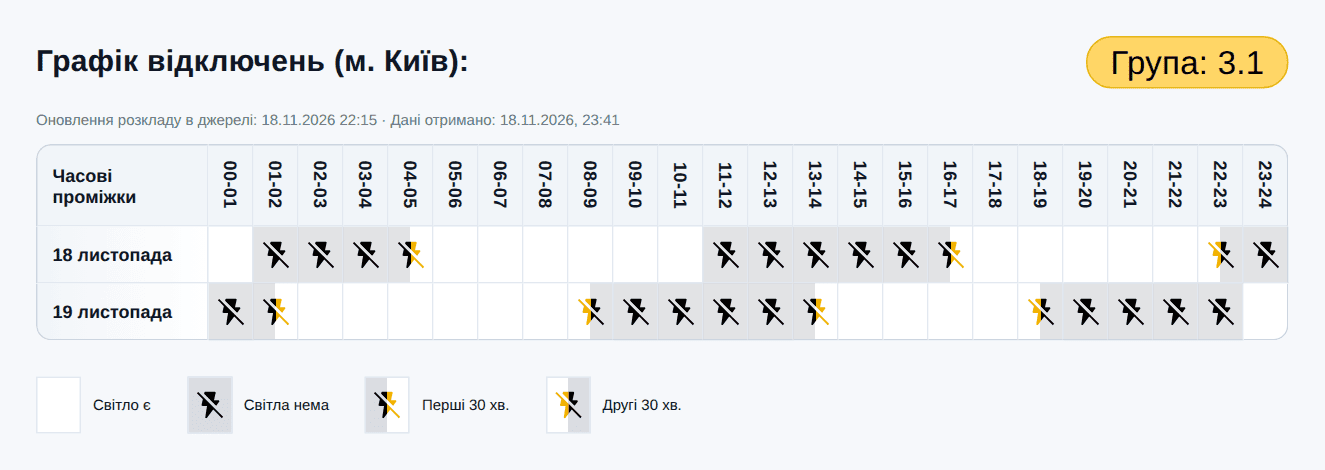 Графік відключень (м. Київ):
Група: 3.1
Оновлення розкладу в джерелі: 18.11.2026 22:15 · Дані отримано: 18.11.2026, 23:41
Часові
проміжки
00-01 01-02 02-03 03-04 04-05 05-06 06-07 07-08 08-09 09-10 10-11 11-12 12-13 13-14 14-15 15-16 16-17 17-18 18-19 19-20 20-21 21-22 22-23 23-24
18 листопада
19 листопада
Світло є
Світла нема
Перші 30 хв.
Другі 30 хв.